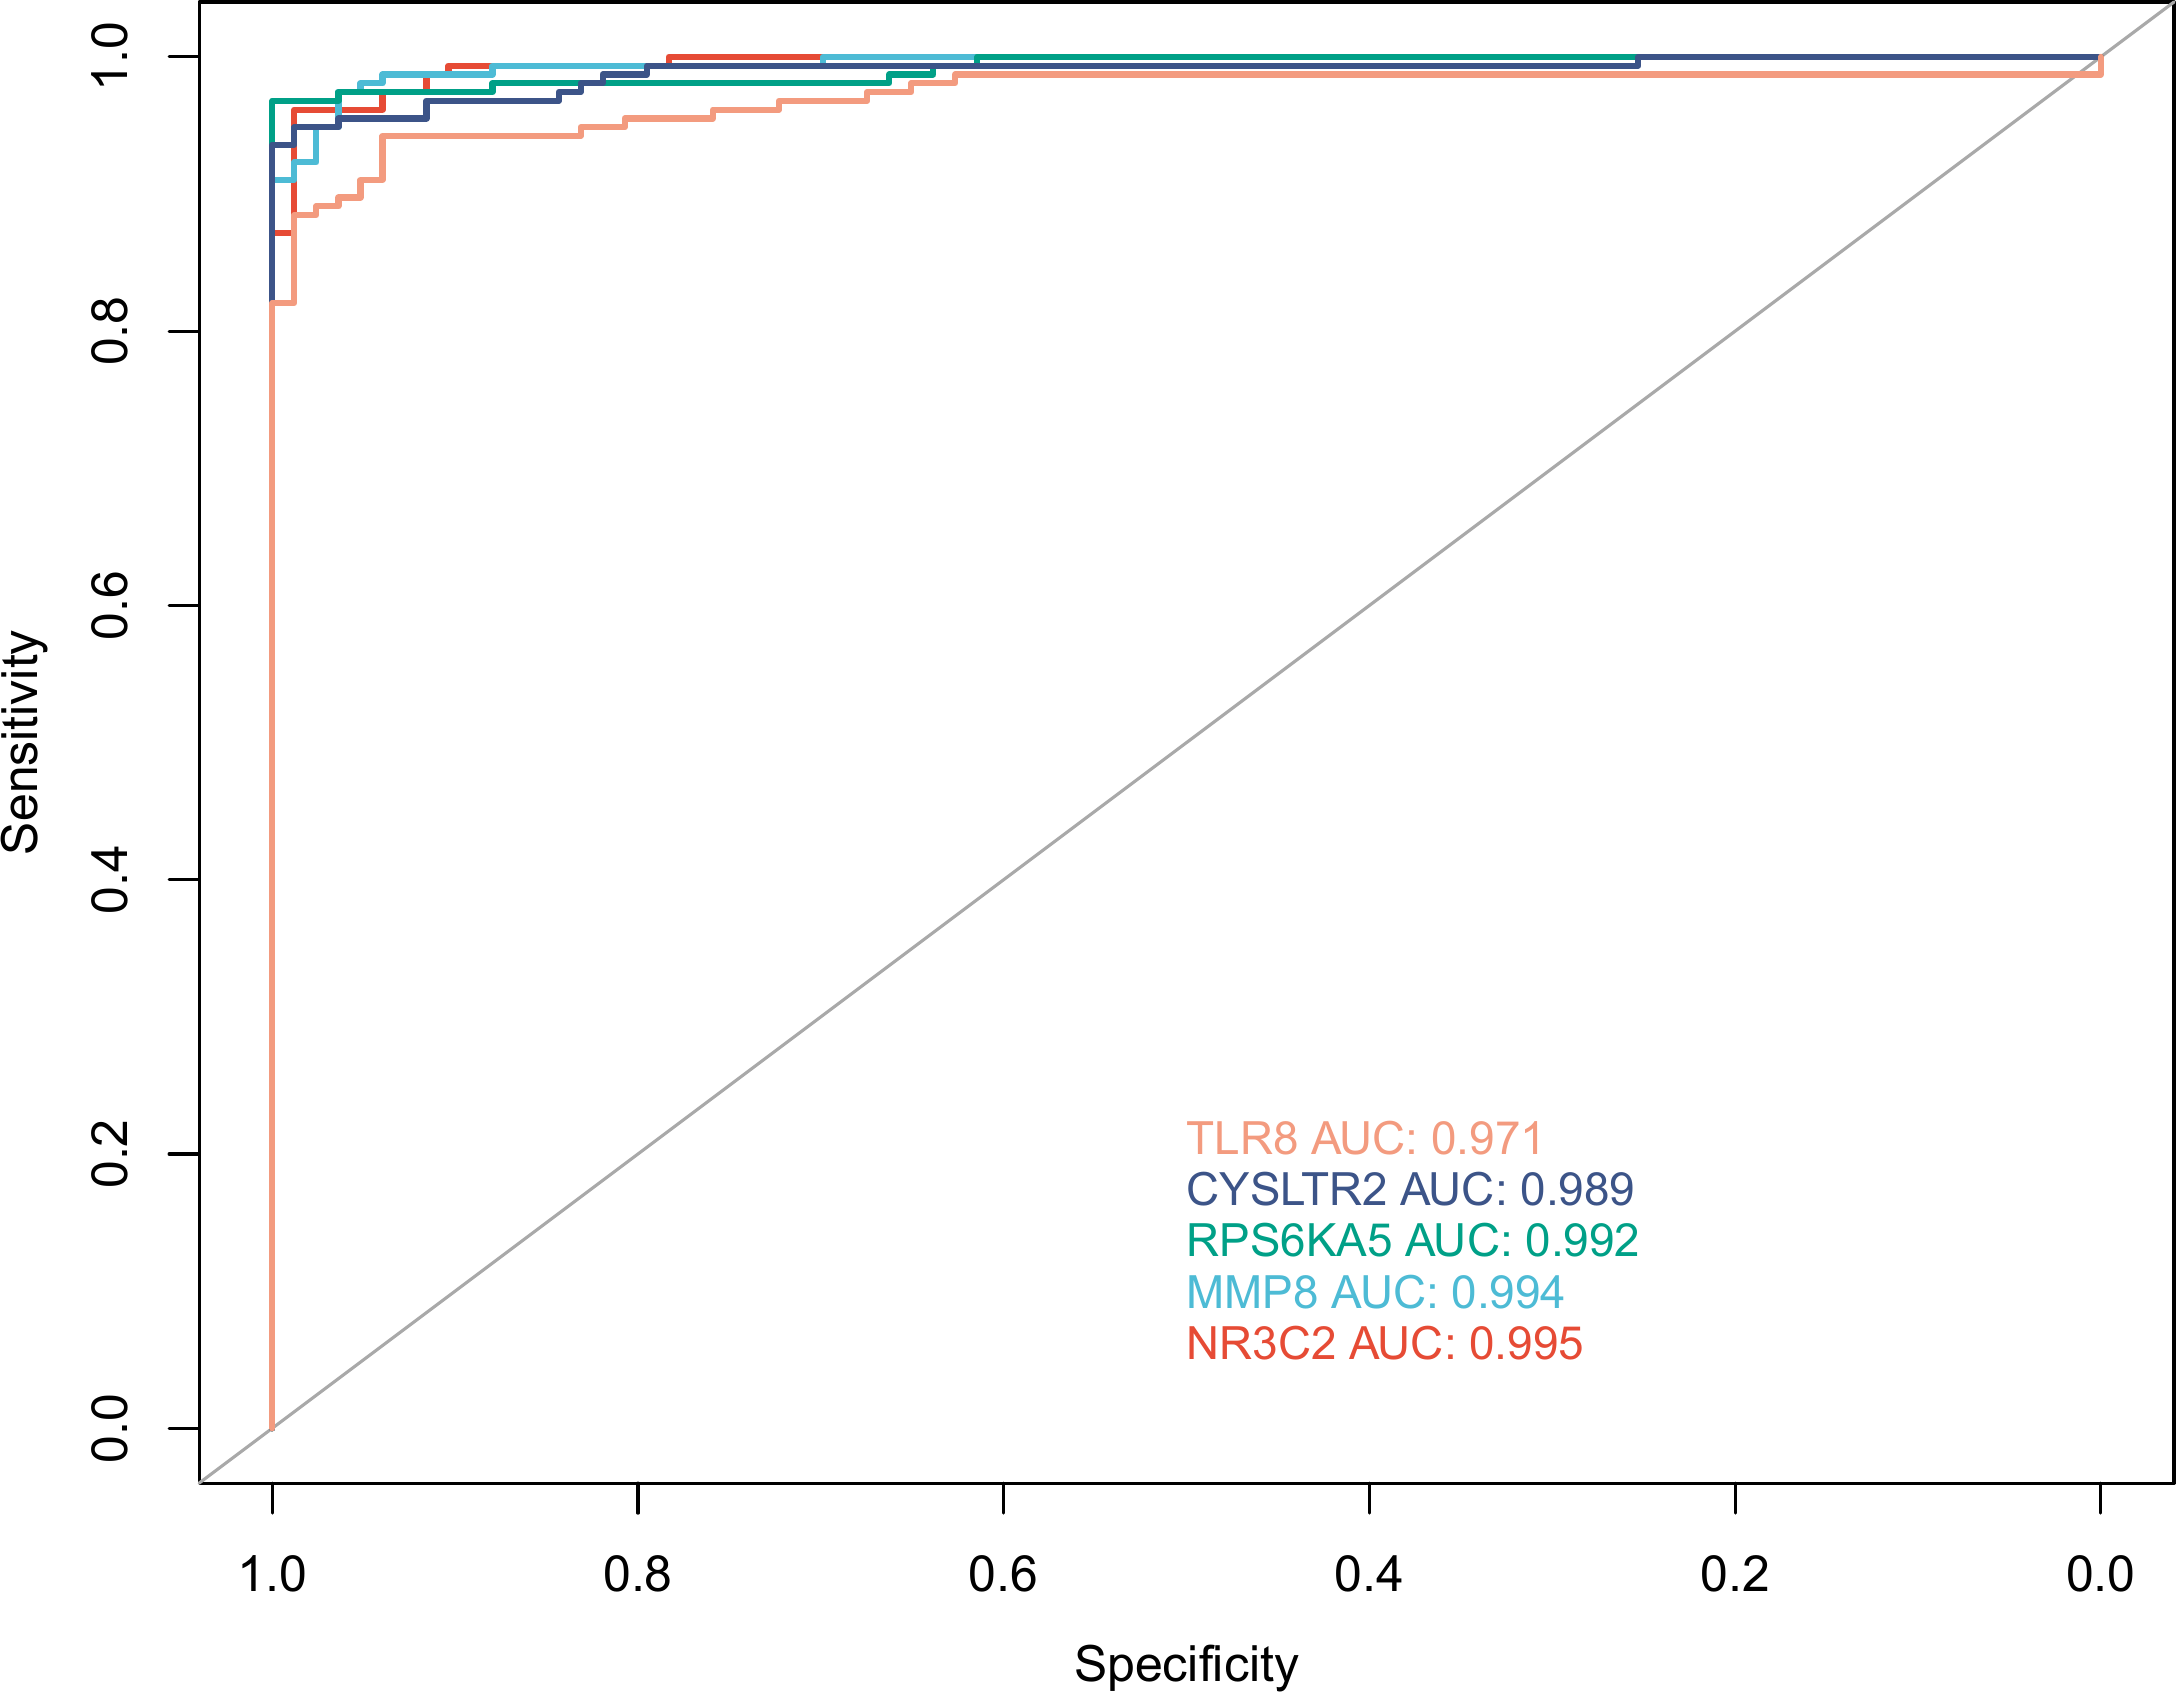 1.0
0.8
0.6
0.4
0.2
0.0
Sensitivity
TLR8 AUC: 0.971
CYSLTR2 AUC: 0.989
RPS6KA5 AUC: 0.992
MMP8 AUC: 0.994
NR3C2 AUC: 0.995
1.0 0.8 0.6 0.4 0.2 0.0
Specificity